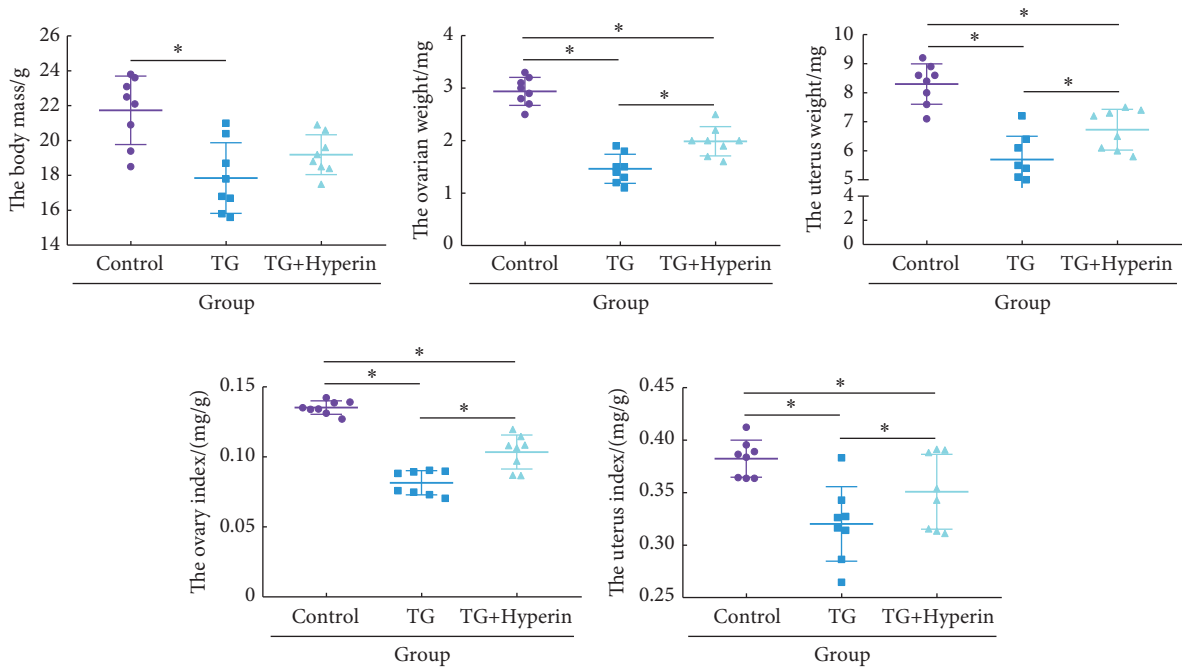 The body mass/g
26
24
22
20
18
16
14
*
Control TG TG+Hyperin
Group
The ovarian weight/mg
4
3
2
1
0
*
*
*
Control TG TG+Hyperin
Group
The uterus weight/mg
10
9
8
7
6
5
4
2
0
*
*
*
Control TG TG+Hyperin
Group
The ovary index/(mg/g)
0.15
0.10
0.05
0
*
*
*
Control TG TG+Hyperin
Group
The uterus index/(mg/g)
0.45
0.40
0.35
0.30
0.25
*
*
*
Control TG TG+Hyperin
Group